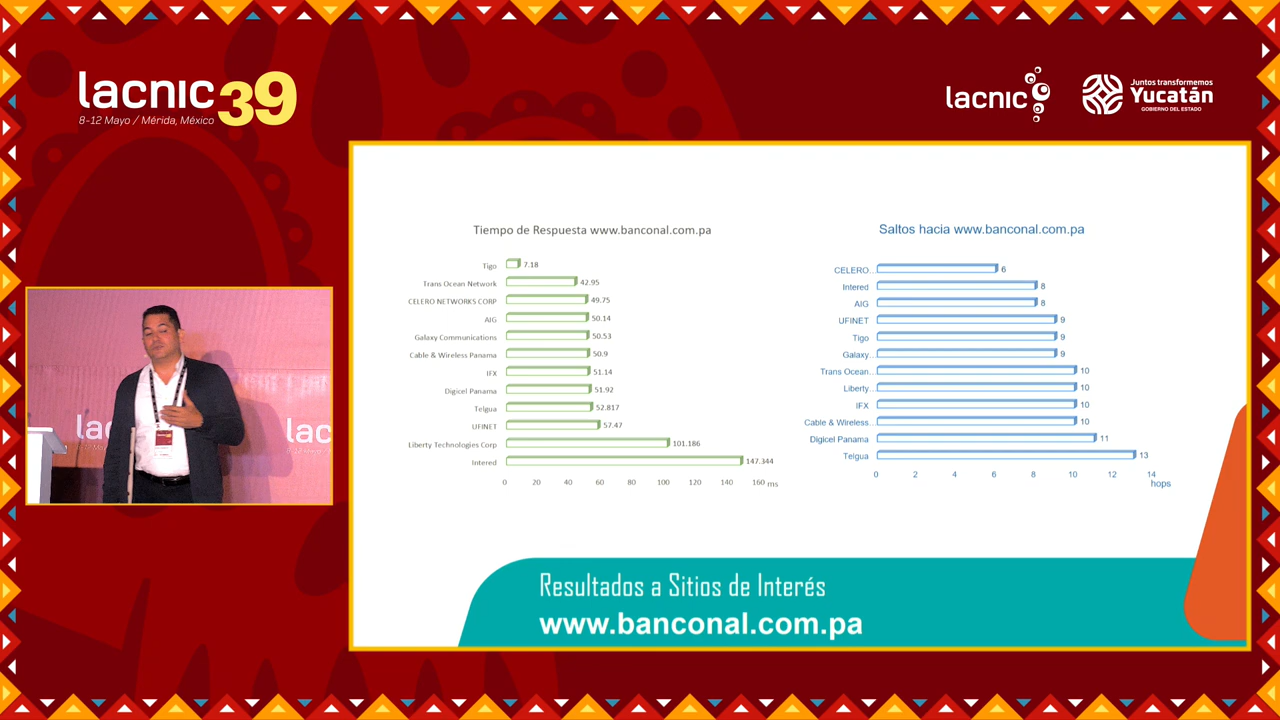 lacnic39
8-12 Mayo / Mérida, México
lacnic
Juntos transformemos
Yucatán
GOBIERNO DEL ESTADO
Tiempo de Respuesta www.banconal.com.pa
Tigo 7.18
Trans Ocean Network 42.95
CELERO NETWORKS CORP 49.75
AIG 50.14
Galaxy Communications 50.53
Cable & Wireless Panama 50.9
IFX 51.14
Digicel Panama 51.92
Telgua 52.817
UFINET 57.47
Liberty Technologies Corp 101.186
Intered 147.344
0 20 40 60 80 100 120 140 160 ms
Saltos hacia www.banconal.com.pa
CELERO.. 6
Intered 8
AIG 8
UFINET 9
Tigo 9
Galaxy.. 9
Trans Ocean.. 10
Liberty.. 10
IFX 10
Cable & Wireless.. 10
Digicel Panama 11
Telgua 13
0 2 4 6 8 10 12 14
hops
Resultados a Sitios de Interés
www.banconal.com.pa
lac
lacn